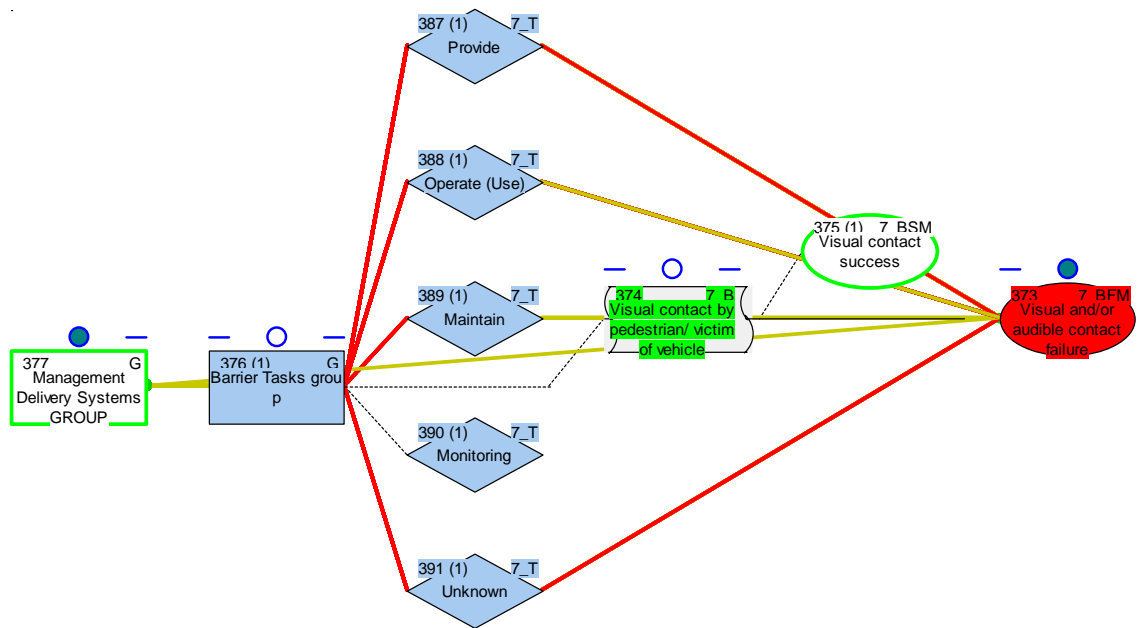 387 (1) 7_T
Provide
388 (1) 7_T
Operate (Use)
375 (1) 7_BSM
Visual contact
success
389 (1) 7_T
Maintain
374 7_B
Visual contact by
pedestrian/ victim
of vehicle
373 7_BFM
Visual and/or
audible contact
failure
377 G
Management
Delivery Systems
GROUP
376 (1) G
Barrier Tasks grou
p
390 (1) 7_T
Monitoring
391 (1) 7_T
Unknown